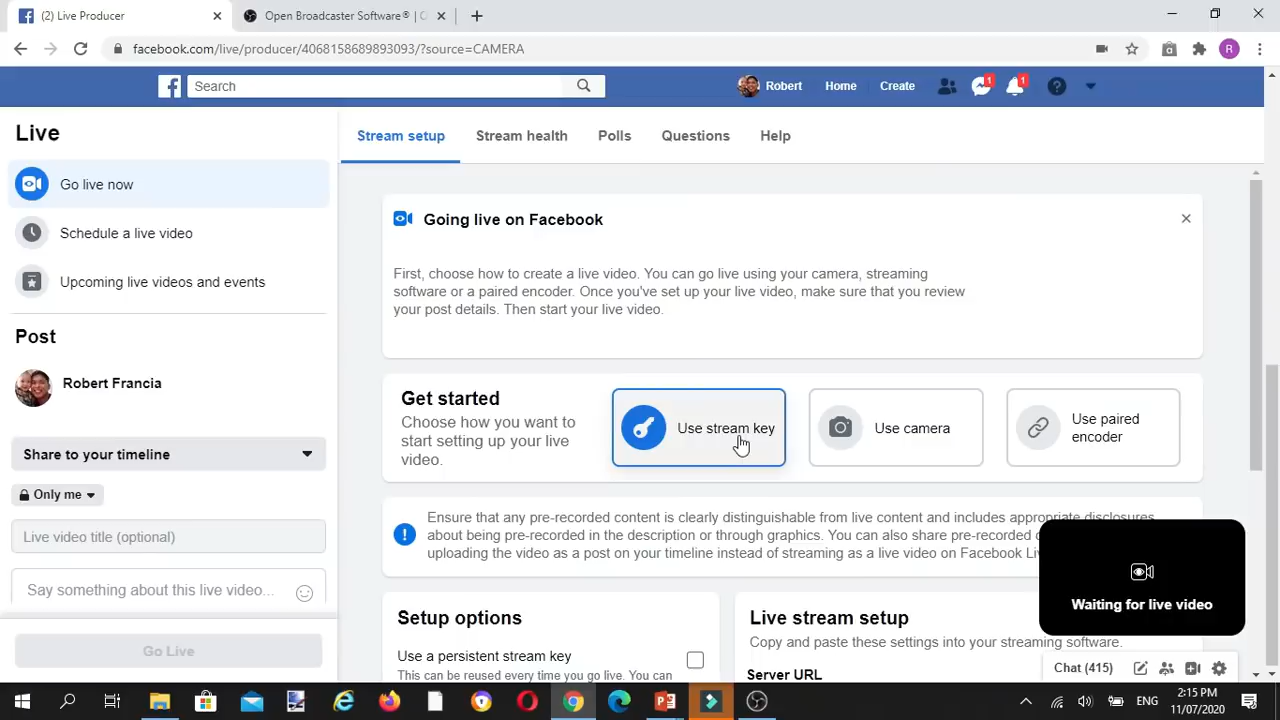 (2) Live Producer
Open Broadcaster Software® |
facebook.com/live/producer/4068158689893093/?source=CAMERA
R
Search
Robert
Home
Create
1
1
Live
Go live now
Schedule a live video
Upcoming live videos and events
Post
Robert Francia
Share to your timeline
Only me
Live video title (optional)
Say something about this live video...
Go Live
Stream setup
Stream health
Polls
Questions
Help
Going live on Facebook
First, choose how to create a live video. You can go live using your camera, streaming
software or a paired encoder. Once you've set up your live video, make sure that you review
your post details. Then start your live video.
Get started
Choose how you want to
start setting up your live
video.
Use stream key
Use camera
Use paired
encoder
Ensure that any pre-recorded content is clearly distinguishable from live content and includes appropriate disclosures
about being pre-recorded in the description or through graphics. You can also share pre-recorded
uploading the video as a post on your timeline instead of streaming as a live video on Facebook
Waiting for live video
Setup options
Use a persistent stream key
This can be reused every time you go live. You can
Live stream setup
Copy and paste these settings into your streaming software.
Server URL
Chat (415)
ENG
2:15 PM
11/07/2020